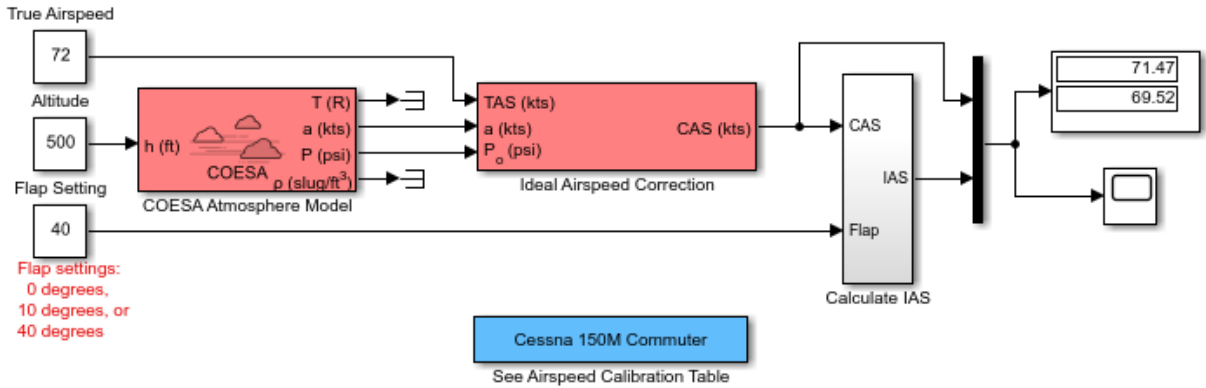 True Airspeed
72
Altitude
500
Flap Setting
40
Flap settings:
0 degrees,
10 degrees, or
40 degrees
h (ft)
COESA
T (R)
a (kts)
P (psi)
ρ (slug/ft³)
COESA Atmosphere Model
TAS (kts)
a (kts)
P₀ (psi)
CAS (kts)
Ideal Airspeed Correction
CAS
IAS
Flap
Calculate IAS
71.47
69.52
Cessna 150M Commuter
See Airspeed Calibration Table